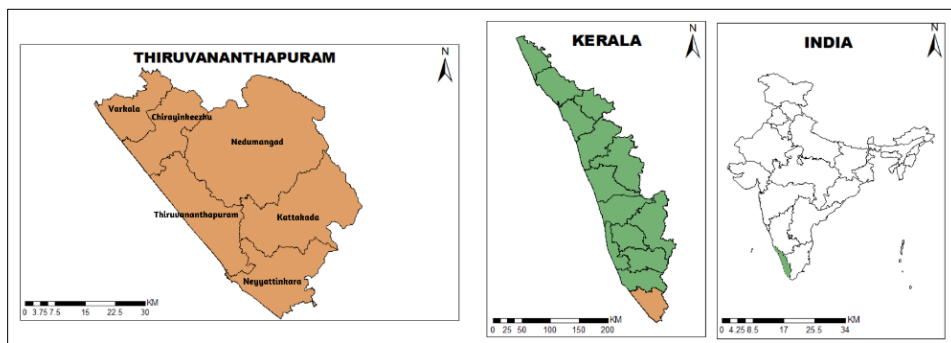 THIRUVANANTHAPURAM
N
Varkala
Chirayinkeezhu
Nedumangad
Thiruvananthapuram
Kattakada
Neyyattinkara
KM
0 3.75 7.5 15 22.5 30
KERALA
N
KM
0 25 50 100 150 200
INDIA
N
KM
0 4.25 8.5 17 25.5 34